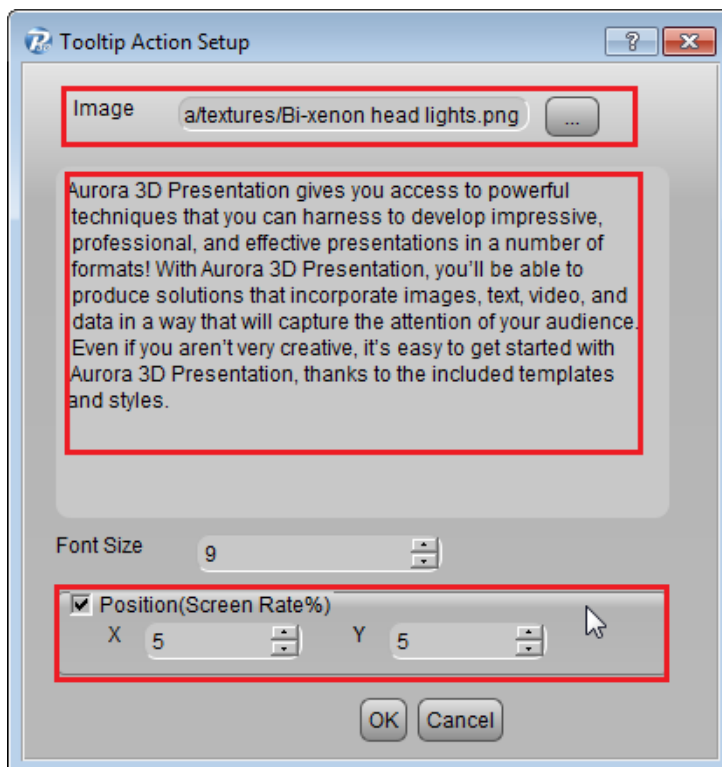 Tooltip Action Setup
Image a/textures/Bi-xenon head lights.png ...
Aurora 3D Presentation gives you access to powerful
techniques that you can harness to develop impressive,
professional, and effective presentations in a number of
formats! With Aurora 3D Presentation, you'll be able to
produce solutions that incorporate images, text, video, and
data in a way that will capture the attention of your audience.
Even if you aren't very creative, it's easy to get started with
Aurora 3D Presentation, thanks to the included templates
and styles.
Font Size 9
Position(Screen Rate%)
X 5 Y 5
OK Cancel